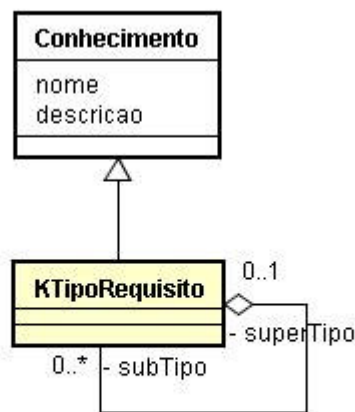 Conhecimento
nome
descricao
KTipoRequisito
0..1
- superTipo
0..* - subTipo